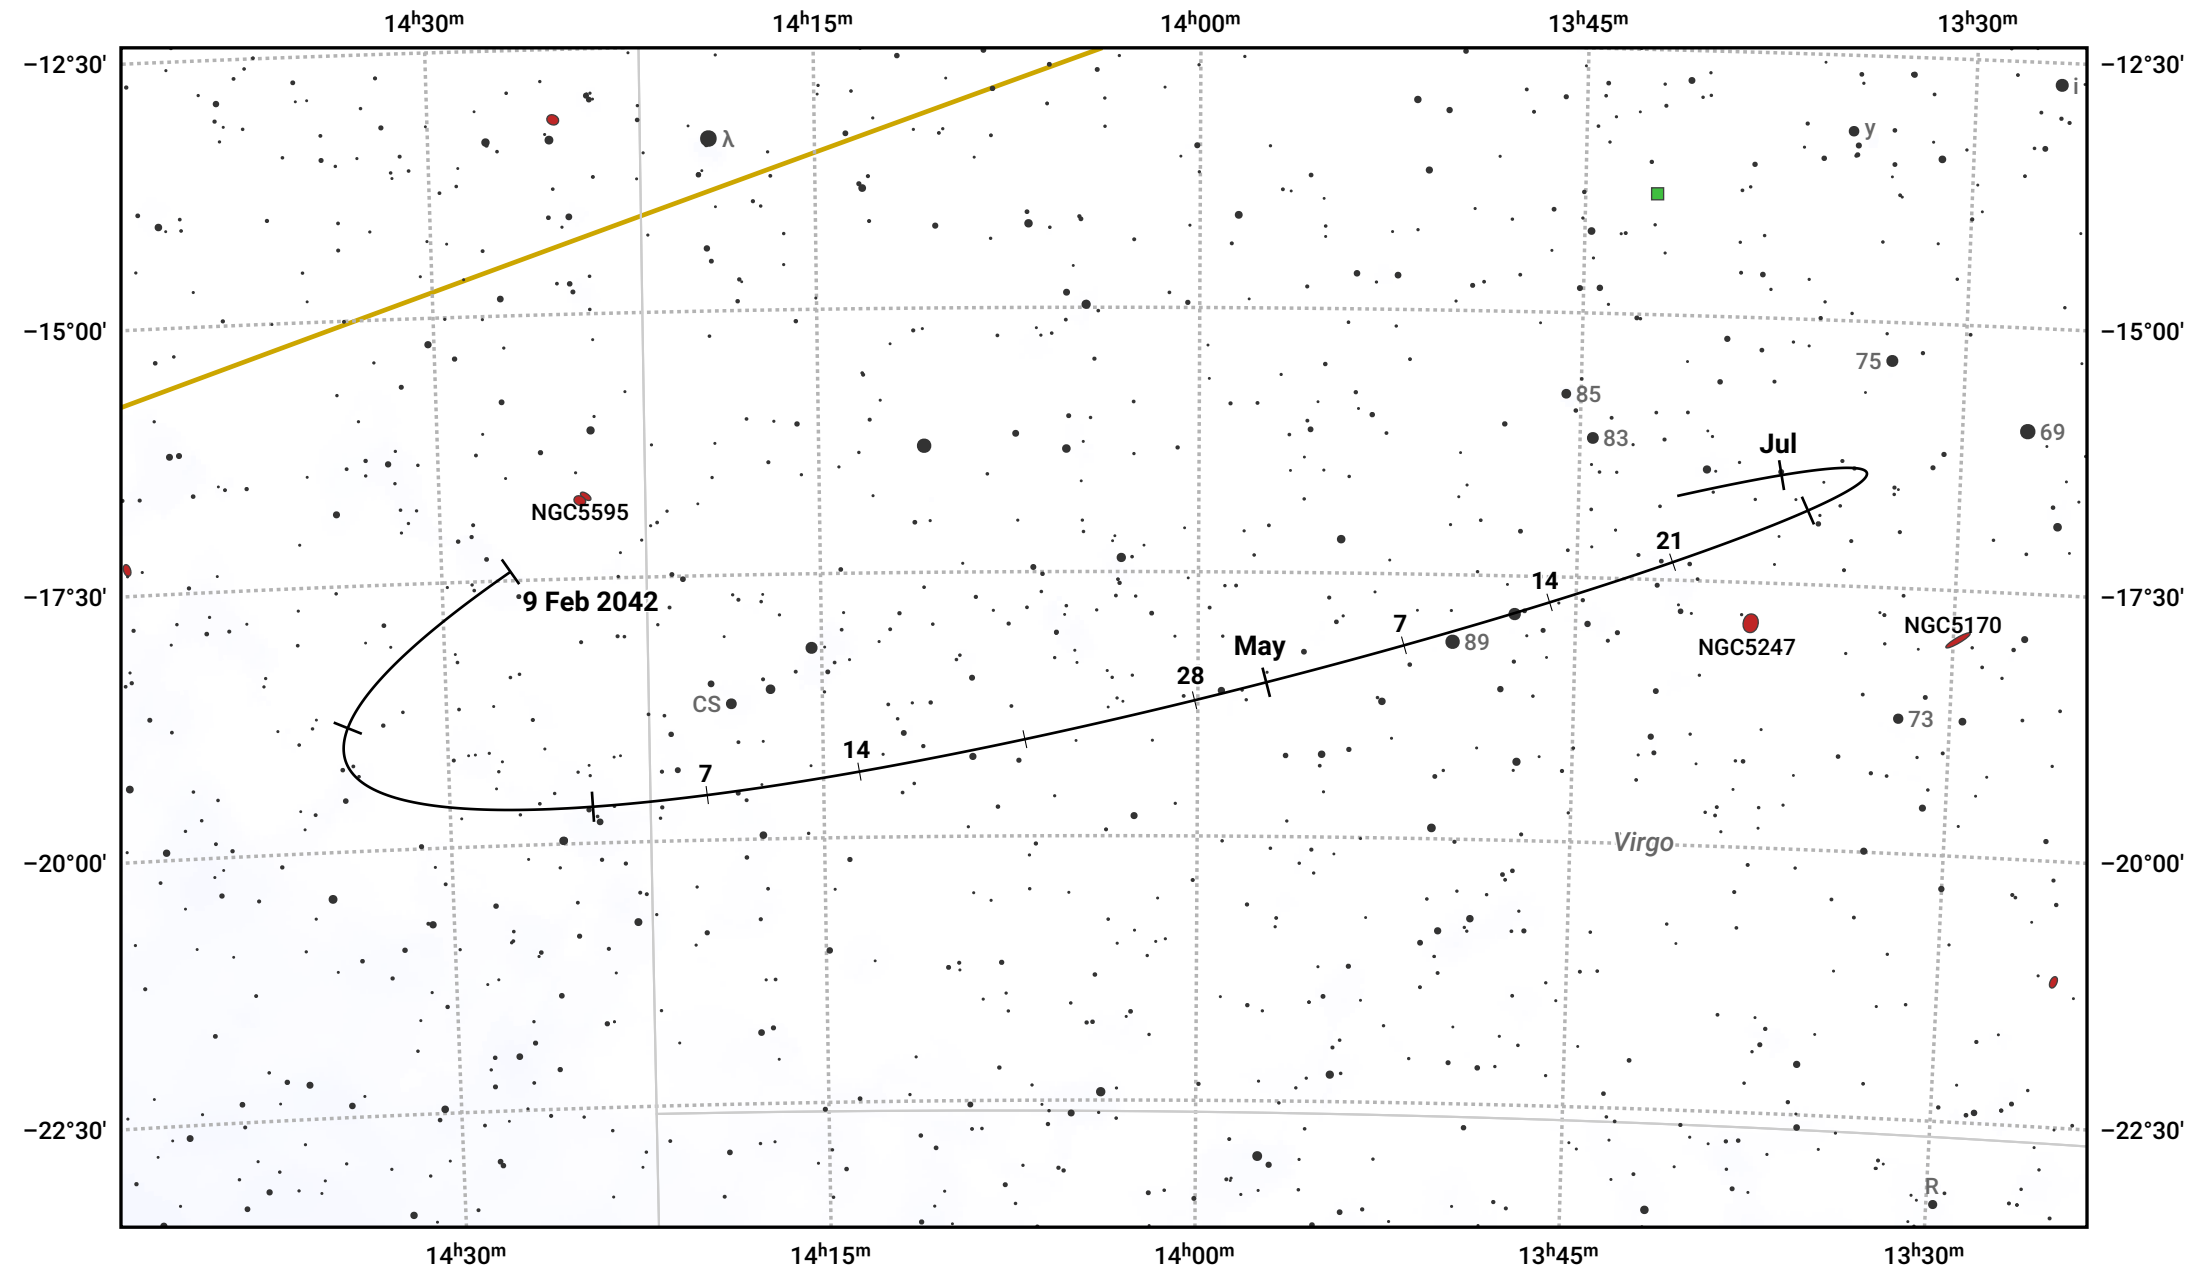 14ʰ30ᵐ 14ʰ15ᵐ 14ʰ00ᵐ 13ʰ45ᵐ 13ʰ30ᵐ
−12°30' −12°30'
i
y
λ
−15°00' −15°00'
75
85
69
83
Jul
NGC5595
21
14
−17°30' 9 Feb 2042 −17°30'
7
NGC5170
89
May
NGC5247
28
CS
73
14
7
Virgo
−20°00' −20°00'
−22°30' −22°30'
R
14ʰ30ᵐ 14ʰ15ᵐ 14ʰ00ᵐ 13ʰ45ᵐ 13ʰ30ᵐ